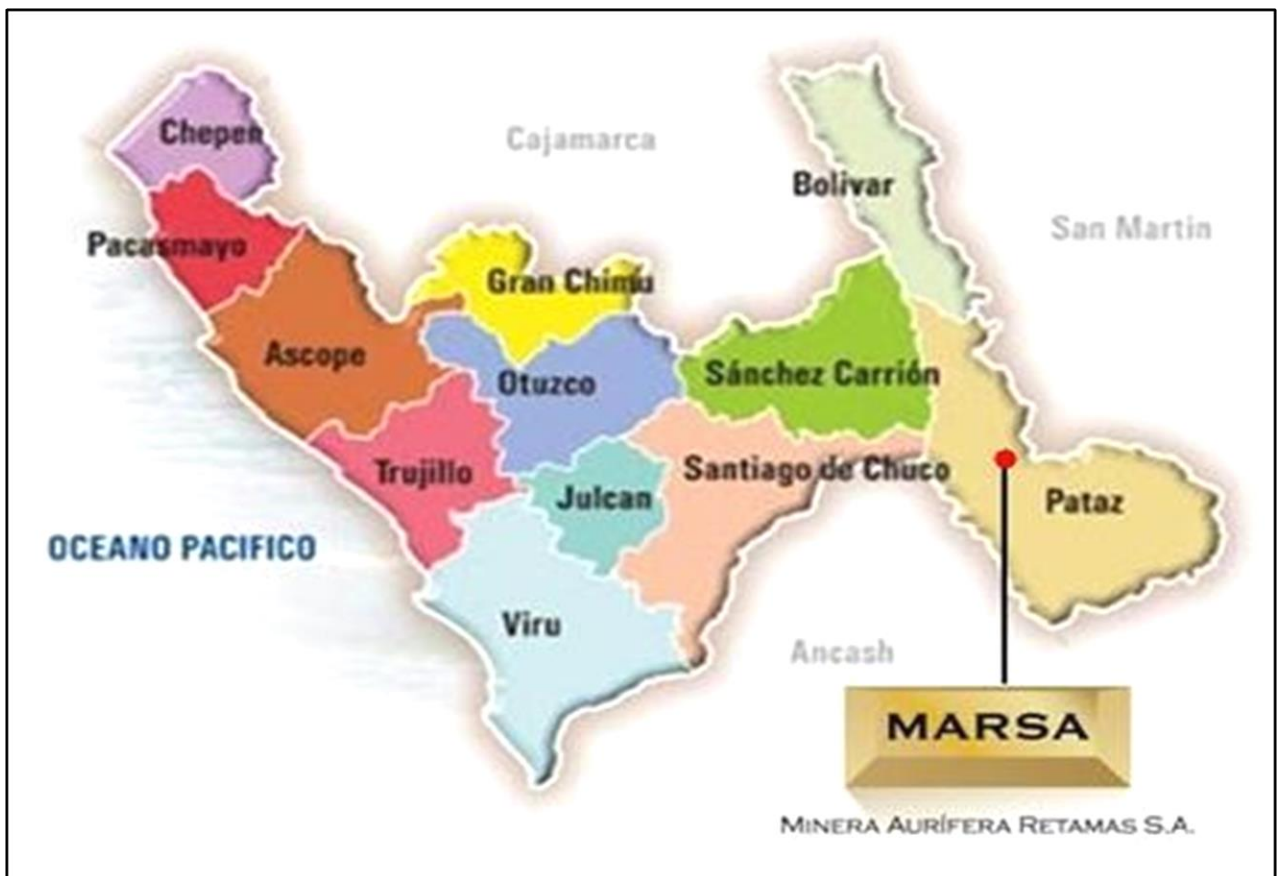 Chepen
Cajamarca
Bolivar
San Martin
Pacasmayo
Gran Chimu
Ascope
Otuzco
Sánchez Carrión
Trujillo
Santiago de Chuco
Julcan
Pataz
OCEANO PACIFICO
Viru
Ancash
MARSA
MINERA AURÍFERA RETAMAS S.A.